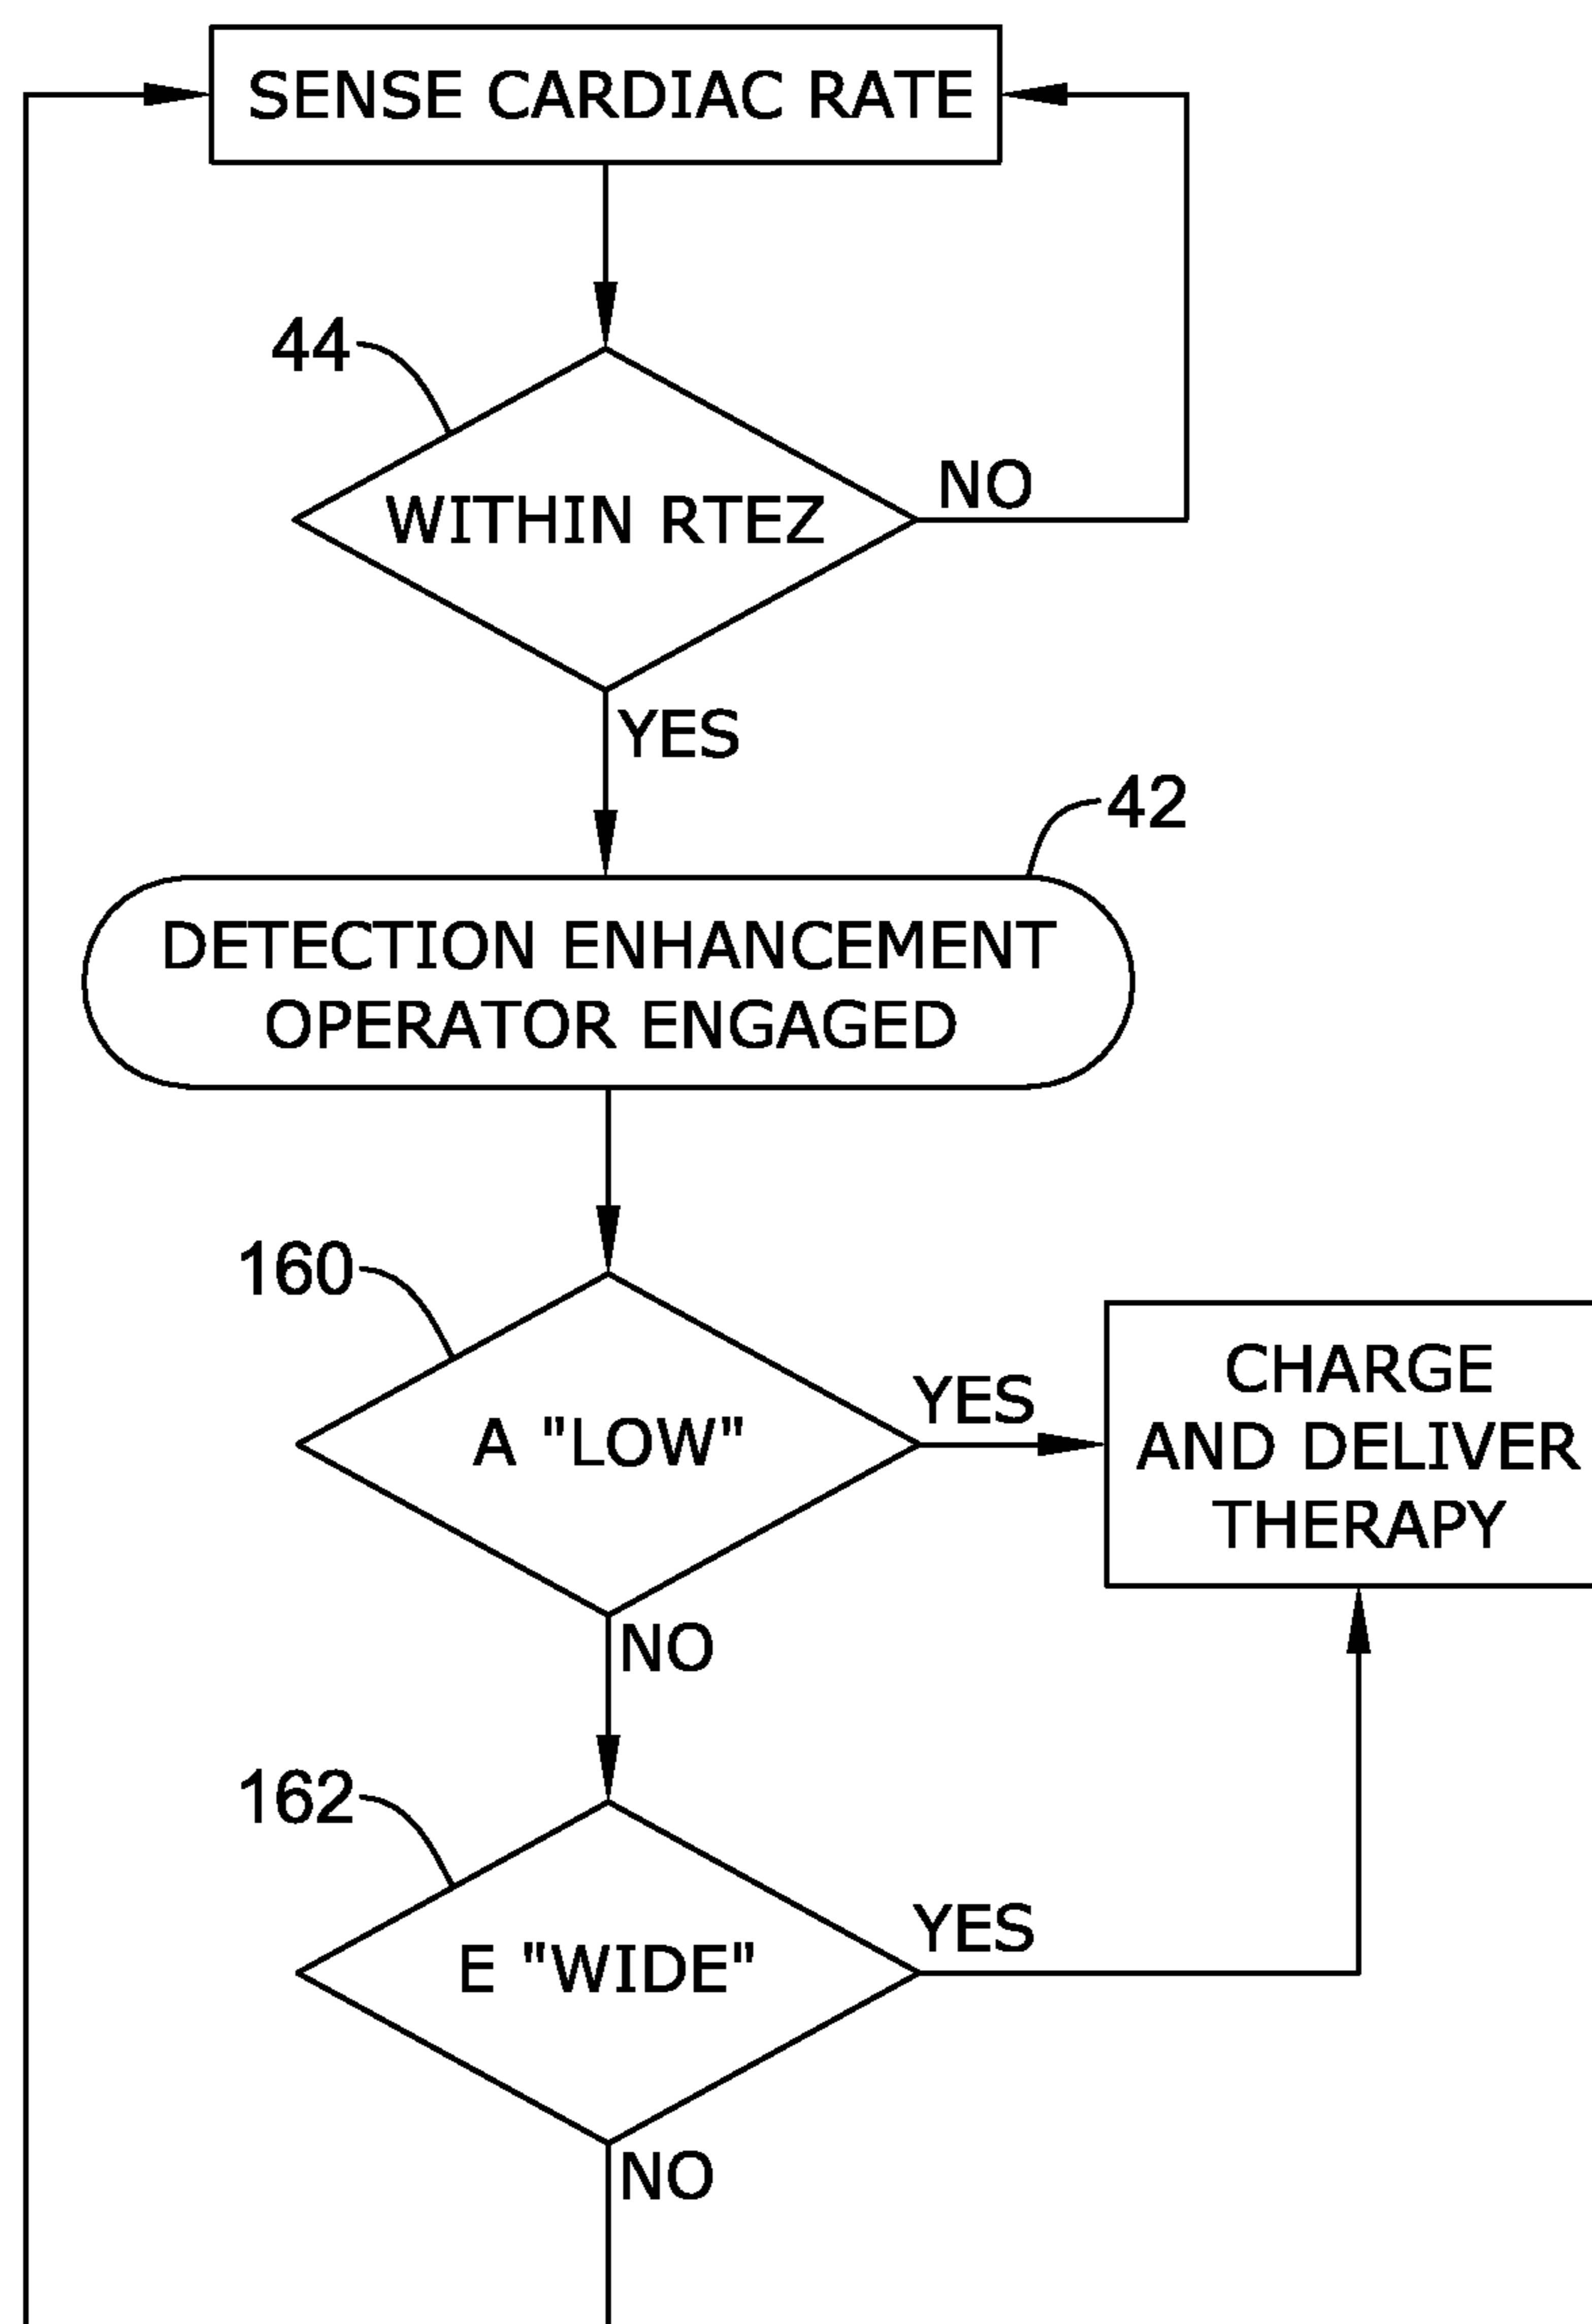 SENSE CARDIAC RATE
44
WITHIN RTEZ
NO
YES
42
DETECTION ENHANCEMENT
OPERATOR ENGAGED
160
A "LOW"
YES
CHARGE
AND DELIVER
THERAPY
NO
162
E "WIDE"
YES
NO